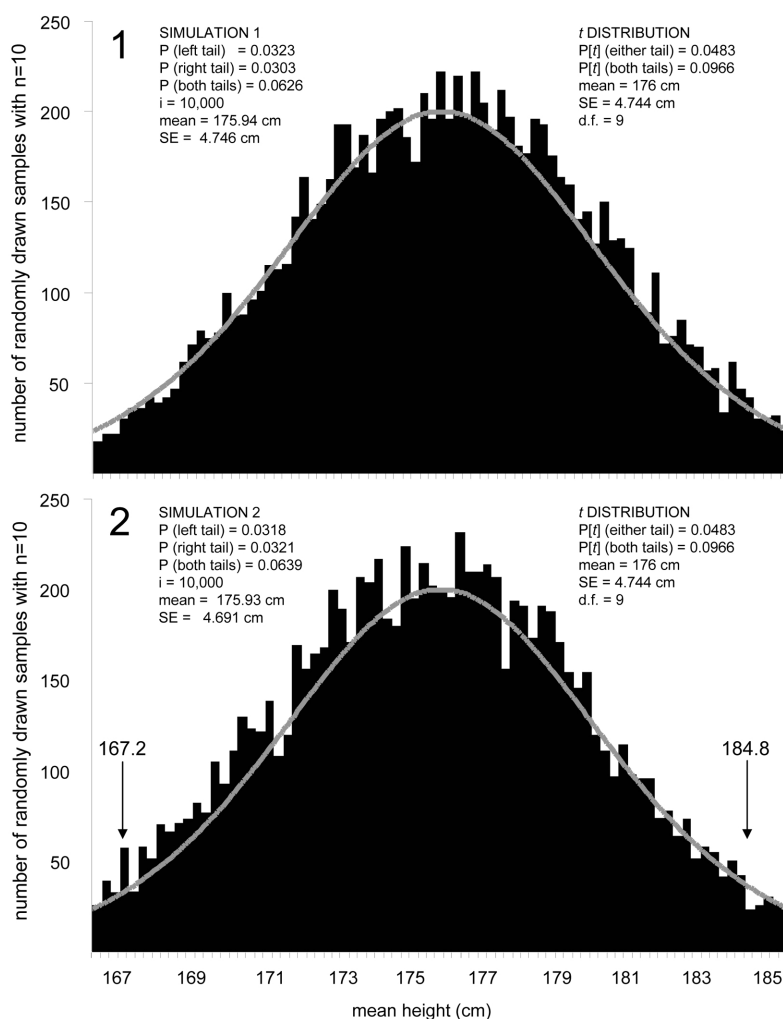 number of randomly drawn samples with n=10
250
200
150
100
50
1
SIMULATION 1
P (left tail) = 0.0323
P (right tail) = 0.0303
P (both tails) = 0.0626
i = 10,000
mean = 175.94 cm
SE = 4.746 cm
t DISTRIBUTION
P[t] (either tail) = 0.0483
P[t] (both tails) = 0.0966
mean = 176 cm
SE = 4.744 cm
d.f. = 9
number of randomly drawn samples with n=10
250
200
150
100
50
2
SIMULATION 2
P (left tail) = 0.0318
P (right tail) = 0.0321
P (both tails) = 0.0639
i = 10,000
mean = 175.93 cm
SE = 4.691 cm
t DISTRIBUTION
P[t] (either tail) = 0.0483
P[t] (both tails) = 0.0966
mean = 176 cm
SE = 4.744 cm
d.f. = 9
167.2
184.8
167 169 171 173 175 177 179 181 183 185
mean height (cm)